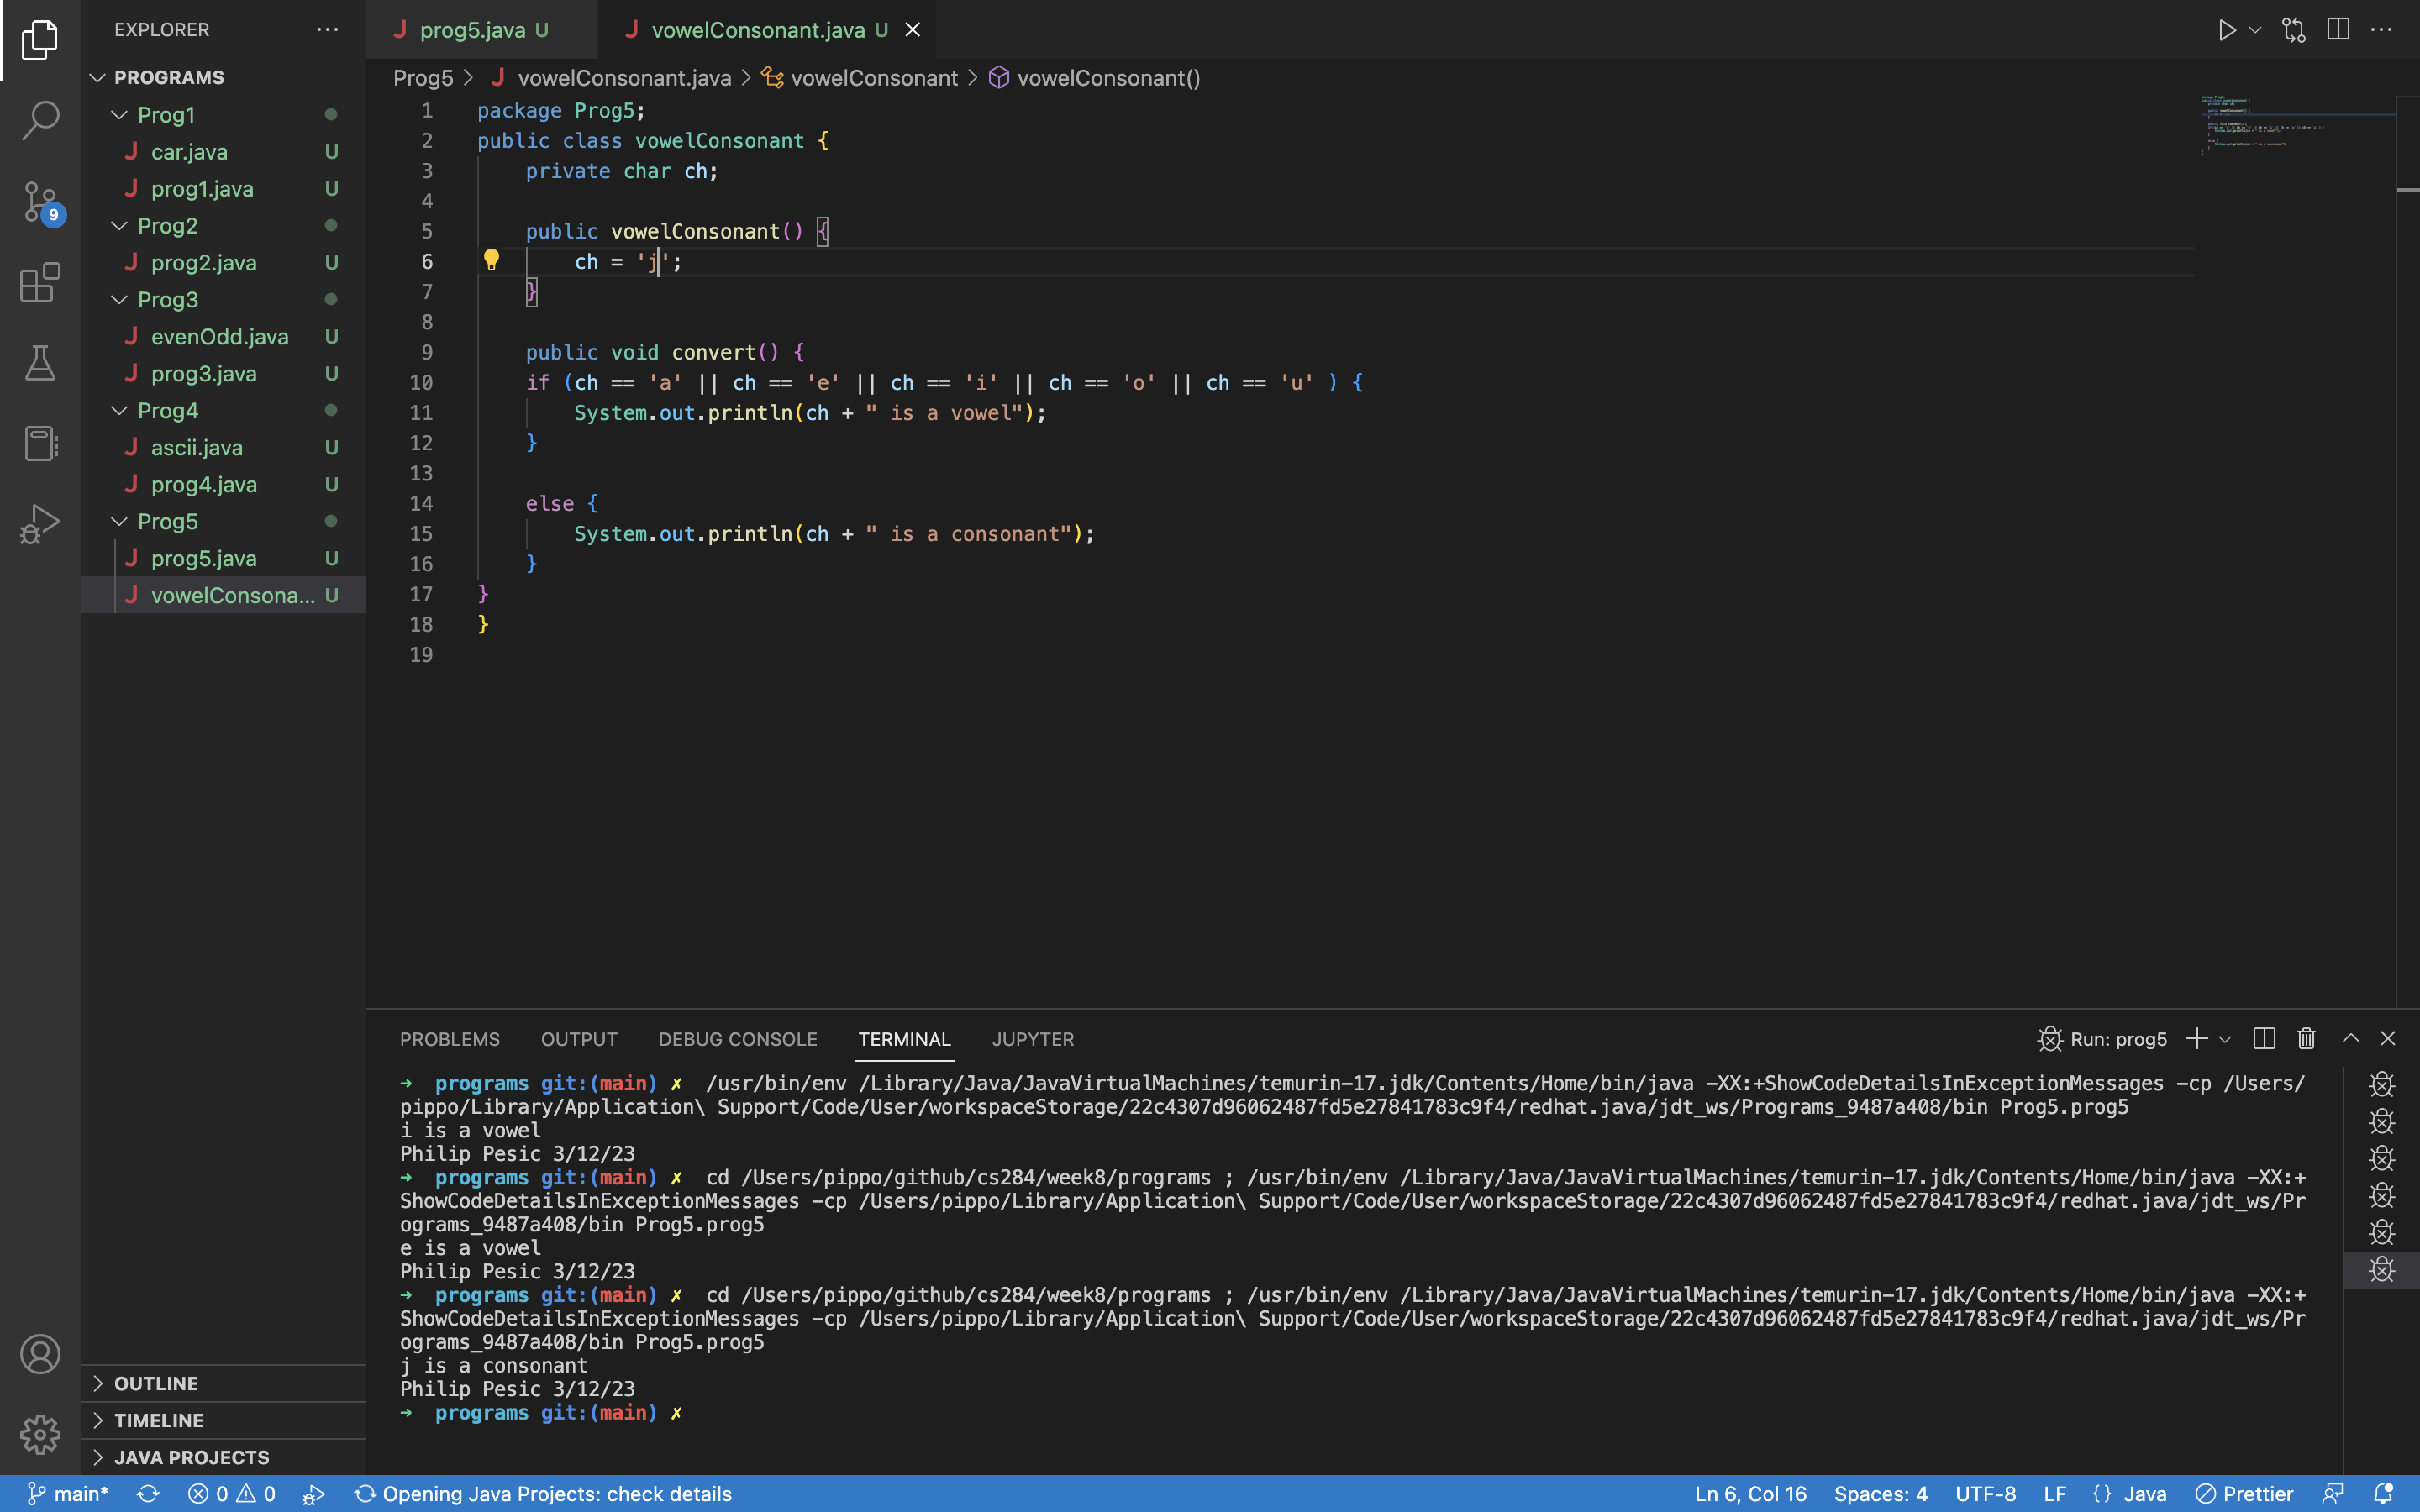 EXPLORER
PROGRAMS
Prog1
J car.java U
J prog1.java U
Prog2
J prog2.java U
Prog3
J evenOdd.java U
J prog3.java U
Prog4
J ascii.java U
J prog4.java U
Prog5
J prog5.java U
J vowelConsona... U
OUTLINE
TIMELINE
JAVA PROJECTS
9
J prog5.java U
J vowelConsonant.java U
Prog5 > J vowelConsonant.java > vowelConsonant > vowelConsonant()
1 package Prog5;
2 public class vowelConsonant {
3 private char ch;
4
5 public vowelConsonant() {
6 ch = 'j';
7 }
8
9 public void convert() {
10 if (ch == 'a' || ch == 'e' || ch == 'i' || ch == 'o' || ch == 'u' ) {
11 System.out.println(ch + " is a vowel");
12 }
13
14 else {
15 System.out.println(ch + " is a consonant");
16 }
17 }
18 }
19
PROBLEMS OUTPUT DEBUG CONSOLE TERMINAL JUPYTER
Run: prog5
→ programs git:(main) ✗ /usr/bin/env /Library/Java/JavaVirtualMachines/temurin-17.jdk/Contents/Home/bin/java -XX:+ShowCodeDetailsInExceptionMessages -cp /Users/
pippo/Library/Application\ Support/Code/User/workspaceStorage/22c4307d96062487fd5e27841783c9f4/redhat.java/jdt_ws/Programs_9487a408/bin Prog5.prog5
i is a vowel
Philip Pesic 3/12/23
→ programs git:(main) ✗ cd /Users/pippo/github/cs284/week8/programs ; /usr/bin/env /Library/Java/JavaVirtualMachines/temurin-17.jdk/Contents/Home/bin/java -XX:+
ShowCodeDetailsInExceptionMessages -cp /Users/pippo/Library/Application\ Support/Code/User/workspaceStorage/22c4307d96062487fd5e27841783c9f4/redhat.java/jdt_ws/Pr
ograms_9487a408/bin Prog5.prog5
e is a vowel
Philip Pesic 3/12/23
→ programs git:(main) ✗ cd /Users/pippo/github/cs284/week8/programs ; /usr/bin/env /Library/Java/JavaVirtualMachines/temurin-17.jdk/Contents/Home/bin/java -XX:+
ShowCodeDetailsInExceptionMessages -cp /Users/pippo/Library/Application\ Support/Code/User/workspaceStorage/22c4307d96062487fd5e27841783c9f4/redhat.java/jdt_ws/Pr
ograms_9487a408/bin Prog5.prog5
j is a consonant
Philip Pesic 3/12/23
→ programs git:(main) ✗
main* 0 0 Opening Java Projects: check details Ln 6, Col 16 Spaces: 4 UTF-8 LF {} Java Prettier